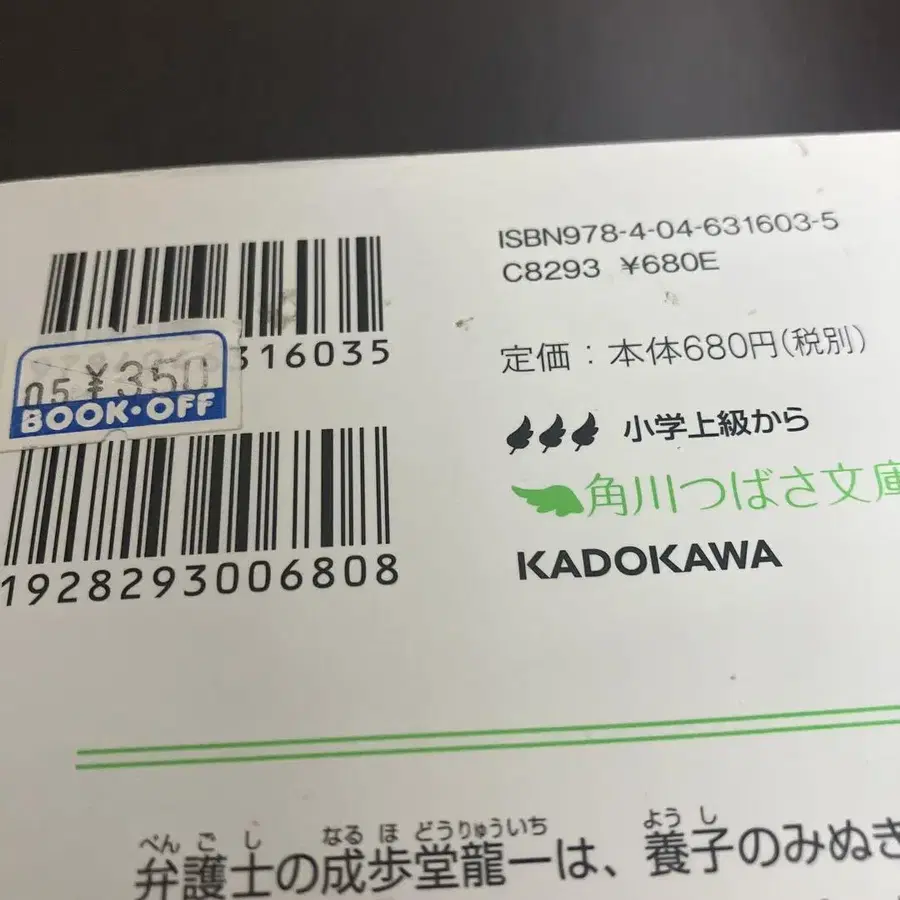 ISBN978-4-04-631603-5
C8293 ¥680E
定価：本体680円(税別)
小学上級から
角川つばさ文庫
KADOKAWA
316035
05 ¥350
BOOK・OFF
1928293006808
べんごし なるほどうりゅういち ようし
弁護士の成歩堂龍一は、養子のみぬき